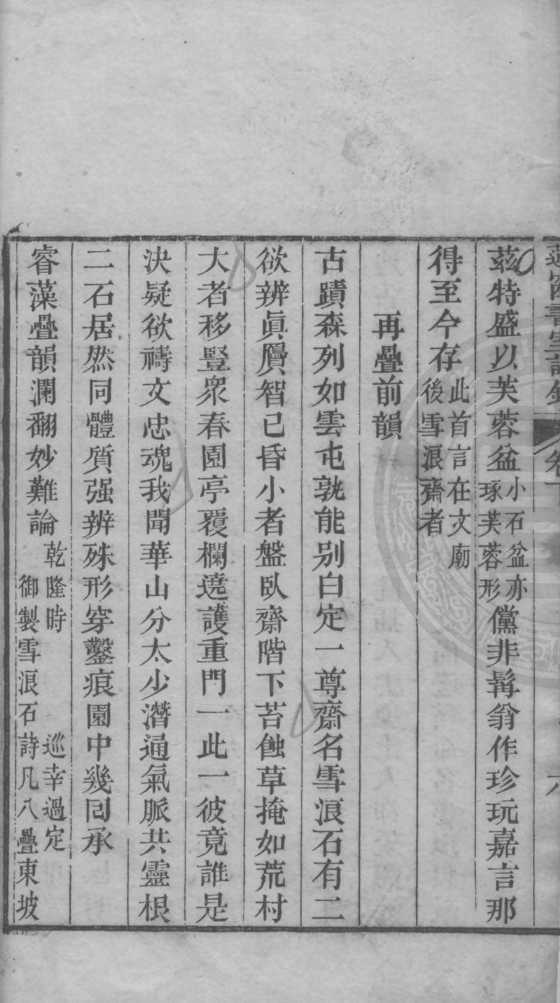 茲特盛以芙蓉盆小石盆亦琢芙蓉形儻非髯翁作珍玩嘉言那
得至今存此首言在文廟後雪浪齋者
再疊前韻
古蹟森列如雲屯孰能别白定一尊齋名雪浪石有二
欲辨眞贋智已昏小者盤臥齋階下苔蝕草掩如荒村
大者移豎衆春園亭覆欄遶護重門一此一彼竟誰是
決疑欲禱文忠魂我聞華山分太少潛通氣脈共靈根
二石居然同體質强辨殊形穿鑿痕園中幾囘承
睿藻疊韻瀾翻妙難論乾隆時 巡幸過定
御製雪浪石詩凡八疊東坡